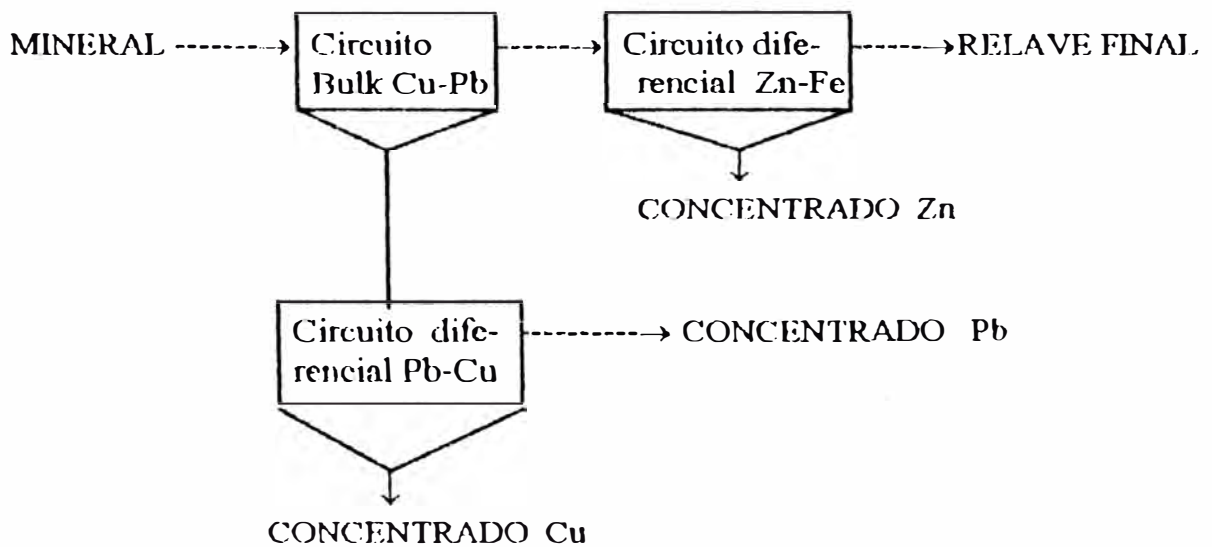 MINERAL
Circuito
Bulk Cu-Pb
Circuito dife-
rencial Zn-Fe
RELAVE FINAL
CONCENTRADO Zn
Circuito dife-
rencial Pb-Cu
CONCENTRADO Pb
CONCENTRADO Cu